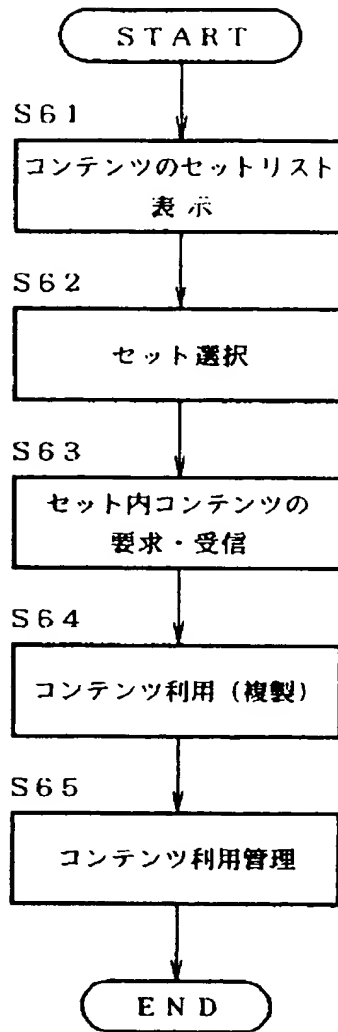 START
S61
コンテンツのセットリスト
表示
S62
セット選択
S63
セット内コンテンツの
要求・受信
S64
コンテンツ利用（複製）
S65
コンテンツ利用管理
END